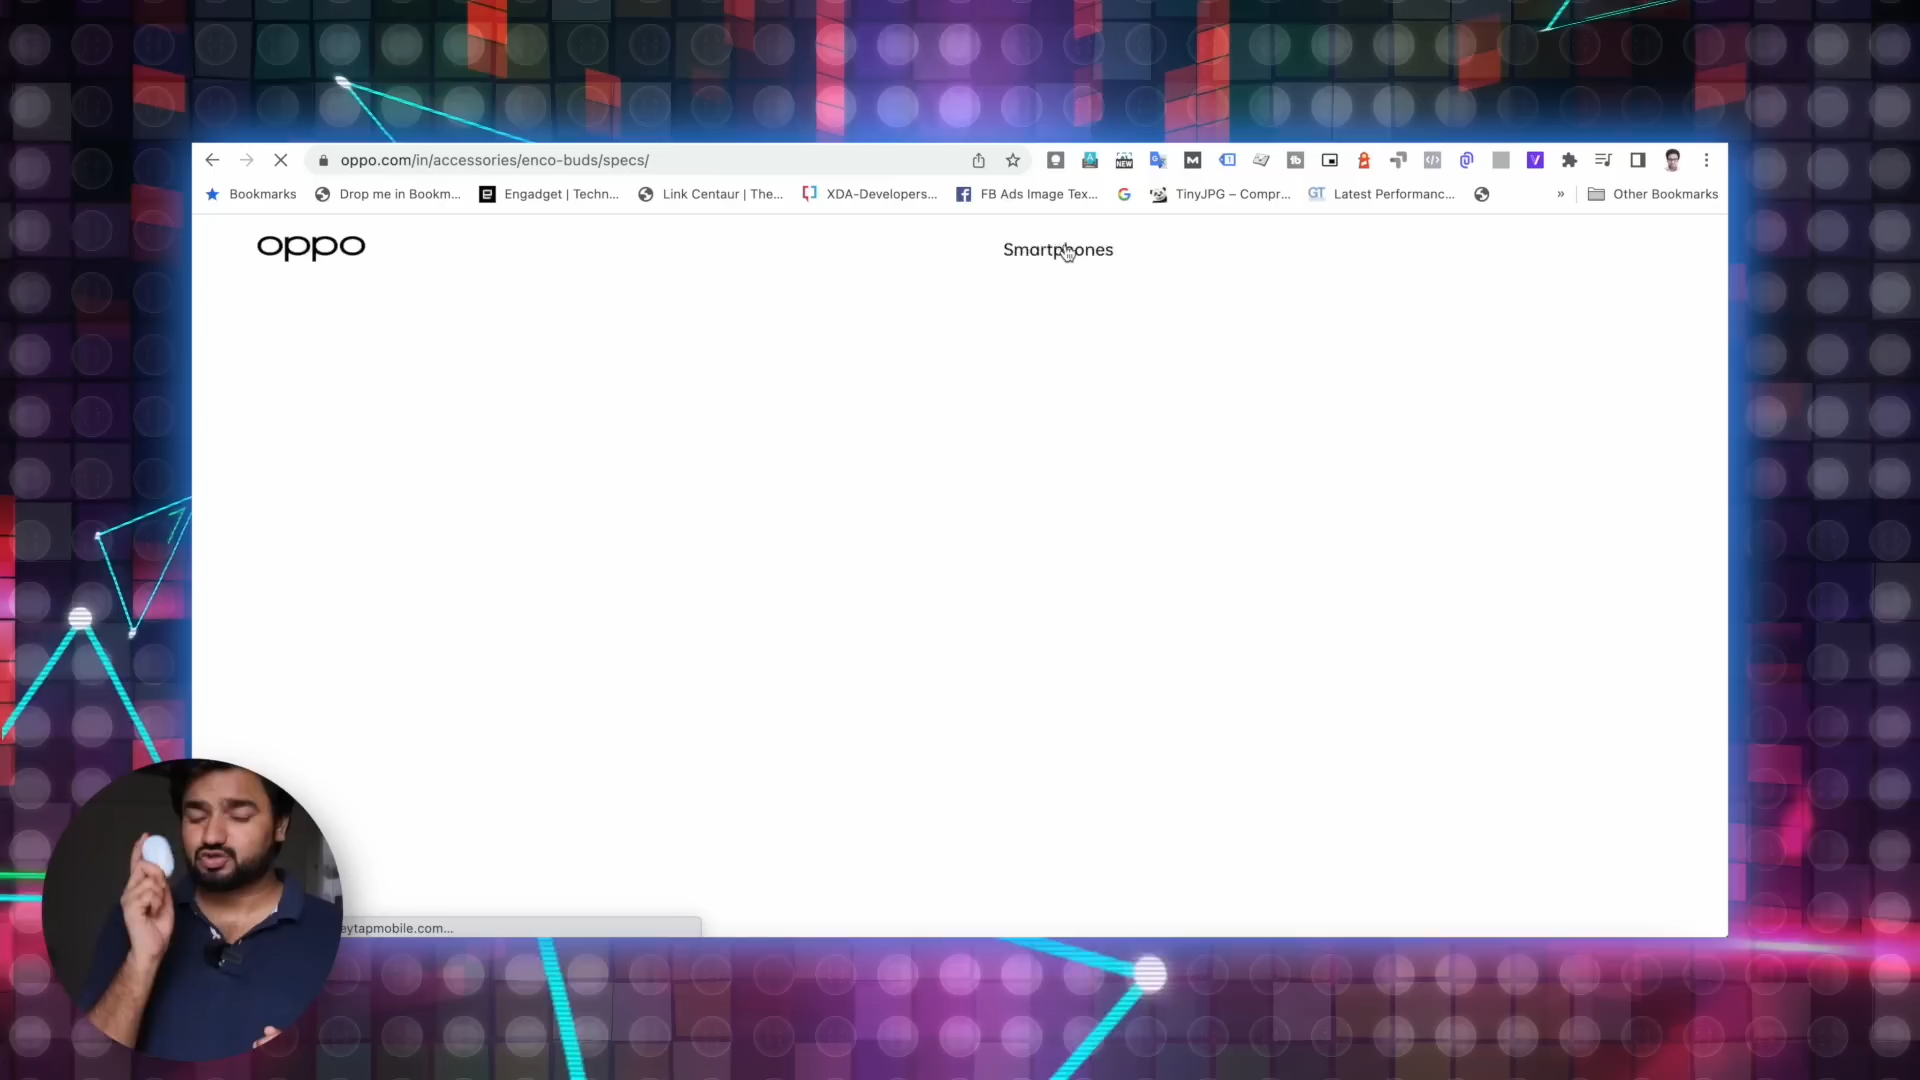 oppo.com/in/accessories/enco-buds/specs/
Bookmarks Drop me in Bookm... Engadget | Techn... Link Centaur | The... XDA-Developers... FB Ads Image Tex... TinyJPG – Compr... GT Latest Performanc... » Other Bookmarks
oppo
Smartphones
eytapmobile.com...